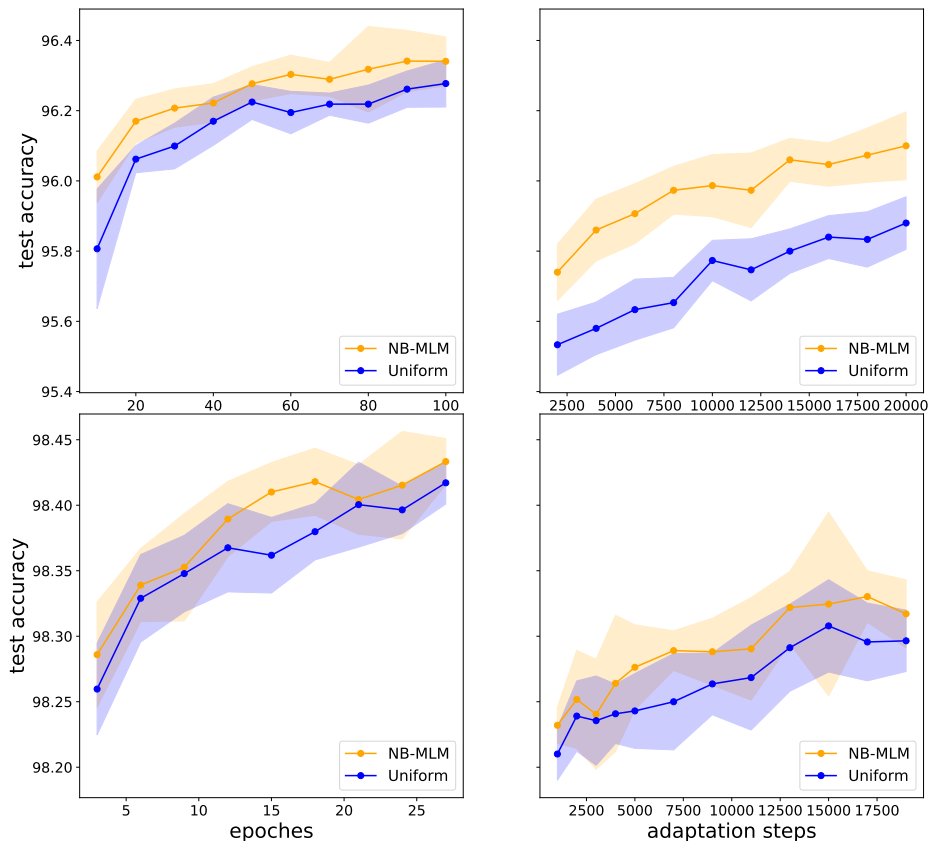 96.4
96.2
96.0
95.8
95.6
95.4
test accuracy
20 40 60 80 100
NB-MLM
Uniform
2500 5000 7500 10000 12500 15000 17500 20000
NB-MLM
Uniform
98.45
98.40
98.35
98.30
98.25
98.20
test accuracy
5 10 15 20 25
epoches
NB-MLM
Uniform
2500 5000 7500 10000 12500 15000 17500
adaptation steps
NB-MLM
Uniform